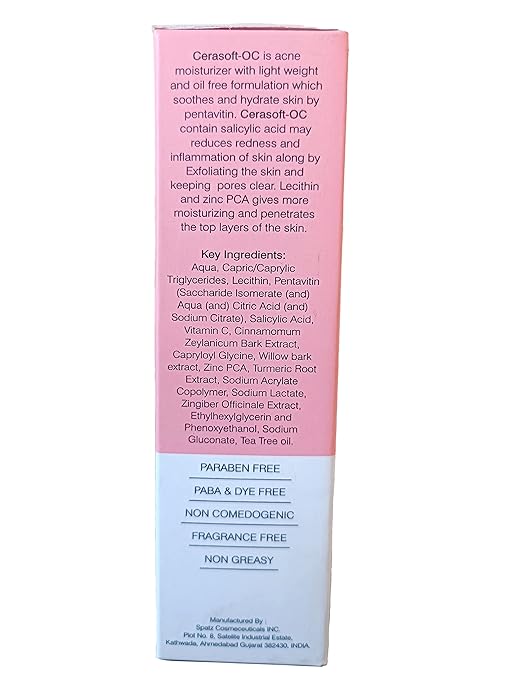 Cerasoft-OC is acne
moisturizer with light weight
and oil free formulation which
soothes and hydrate skin by
pentavitin. Cerasoft-OC
contain salicylic acid may
reduces redness and
inflammation of skin along by
Exfoliating the skin and
keeping pores clear. Lecithin
and zinc PCA gives more
moisturizing and penetrates
the top layers of the skin.
Key Ingredients:
Aqua, Capric/Caprylic
Triglycerides, Lecithin, Pentavitin
(Saccharide Isomerate (and)
Aqua (and) Citric Acid (and)
Sodium Citrate), Salicylic Acid,
Vitamin C, Cinnamomum
Zeylanicum Bark Extract,
Capryloyl Glycine, Willow bark
extract, Zinc PCA, Turmeric Root
Extract, Sodium Acrylate
Copolymer, Sodium Lactate,
Zingiber Officinale Extract,
Ethylhexylglycerin and
Phenoxyethanol, Sodium
Gluconate, Tea Tree oil.
PARABEN FREE
PABA & DYE FREE
NON COMEDOGENIC
FRAGRANCE FREE
NON GREASY
Manufactured By :
Spatz Cosmeceuticals INC.
Plot No. 8, Satelite Industrial Estate,
Kathwada, Ahmedabad Gujarat 382430, INDIA.